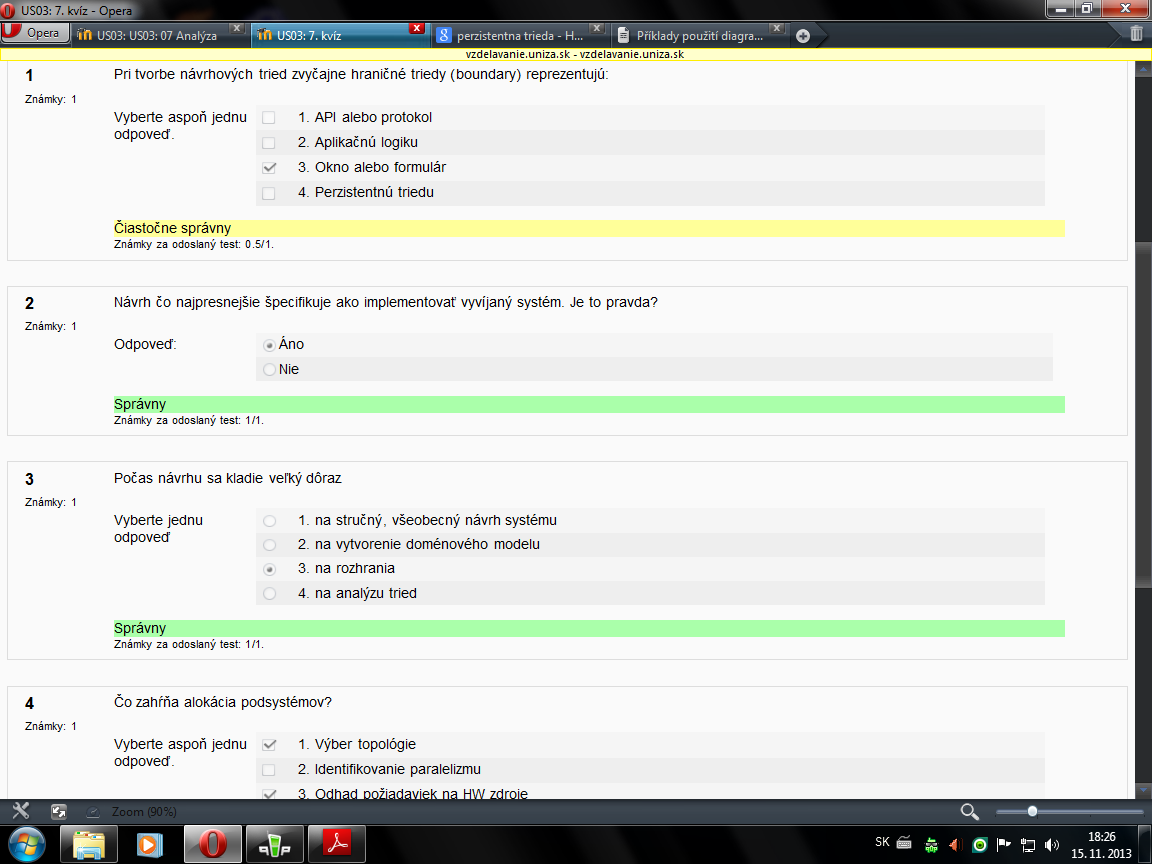 US03: 7. kvíz - Opera
Opera
US03: US03: 07 Analýza
US03: 7. kvíz
perzistentna trieda - H...
Príklady použití diagra...
vzdelavanie.uniza.sk - vzdelavanie.uniza.sk
1
Pri tvorbe návrhových tried zvyčajne hraničné triedy (boundary) reprezentujú:
Známky: 1
Vyberte aspoň jednu
odpoveď.
1. API alebo protokol
2. Aplikačnú logiku
3. Okno alebo formulár
4. Perzistentnú triedu
Čiastočne správny
Známky za odoslaný test: 0.5/1.
2
Návrh čo najpresnejšie špecifikuje ako implementovať vyvíjaný systém. Je to pravda?
Známky: 1
Odpoveď:
Áno
Nie
Správny
Známky za odoslaný test: 1/1.
3
Počas návrhu sa kladie veľký dôraz
Známky: 1
Vyberte jednu
odpoveď
1. na stručný, všeobecný návrh systému
2. na vytvorenie doménového modelu
3. na rozhrania
4. na analýzu tried
Správny
Známky za odoslaný test: 1/1.
4
Čo zahŕňa alokácia podsystémov?
Známky: 1
Vyberte aspoň jednu
odpoveď.
1. Výber topológie
2. Identifikovanie paralelizmu
3. Odhad požiadaviek na HW zdroje
Zoom (90%)
SK
18:26
15. 11. 2013